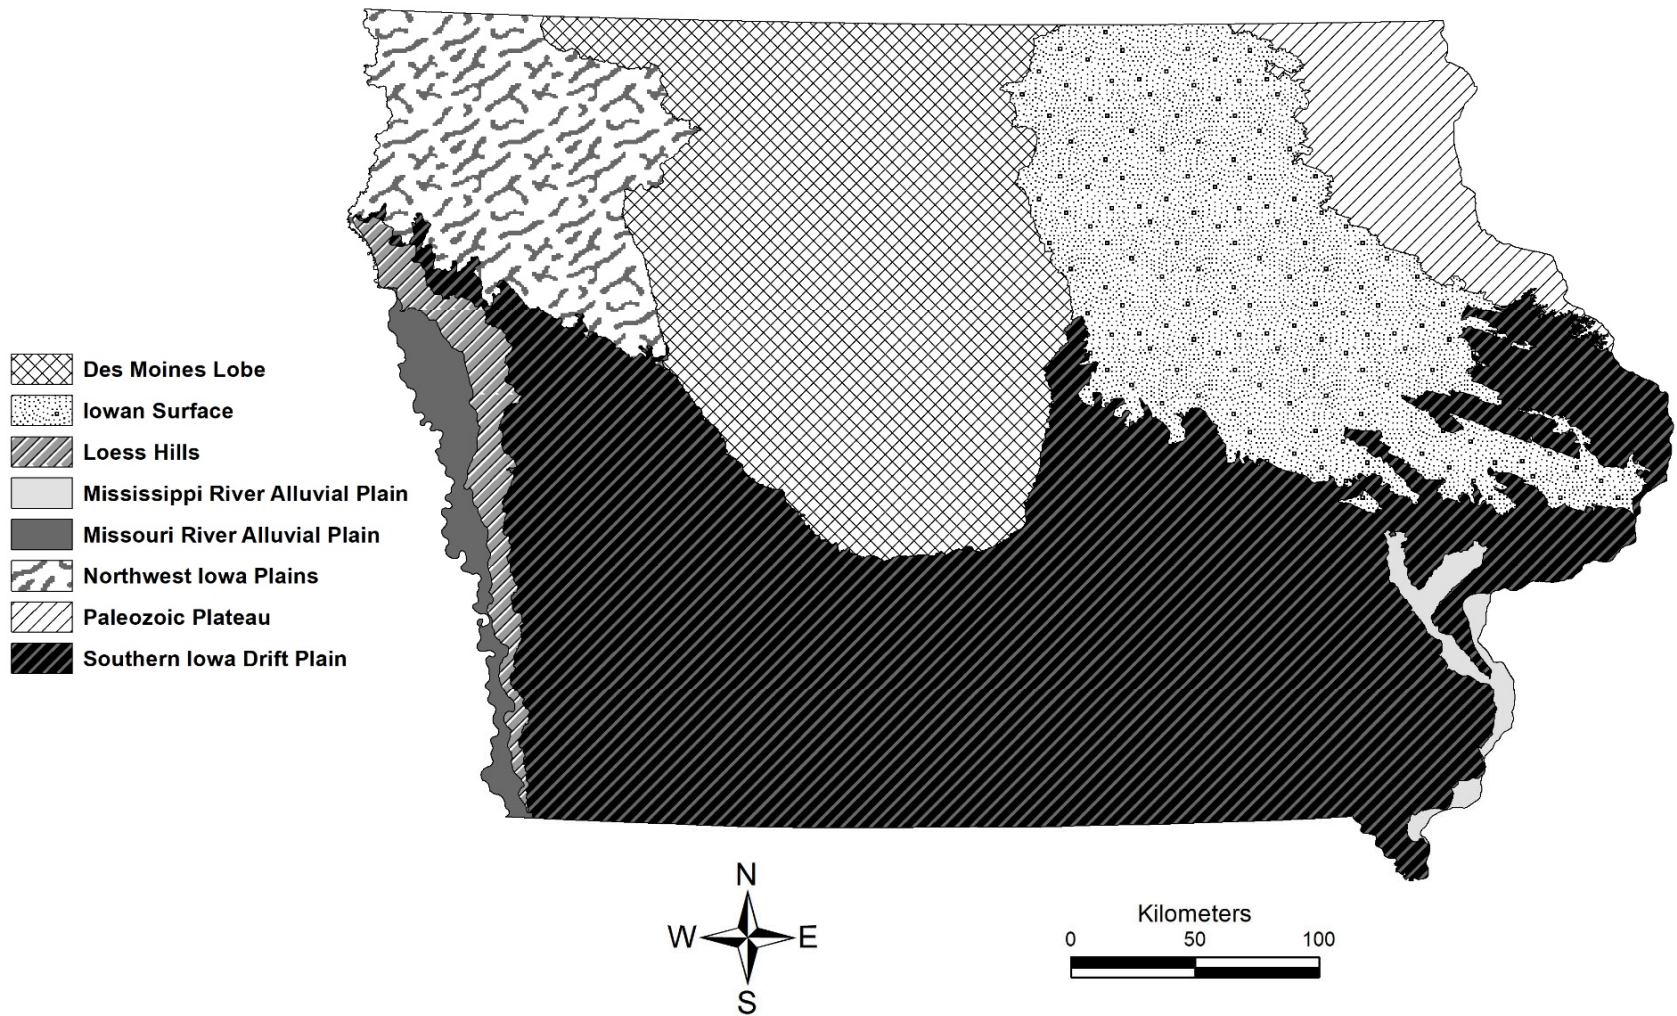 Des Moines Lobe
Iowan Surface
Loess Hills
Mississippi River Alluvial Plain
Missouri River Alluvial Plain
Northwest Iowa Plains
Paleozoic Plateau
Southern Iowa Drift Plain
N
W E
S
Kilometers
0 50 100